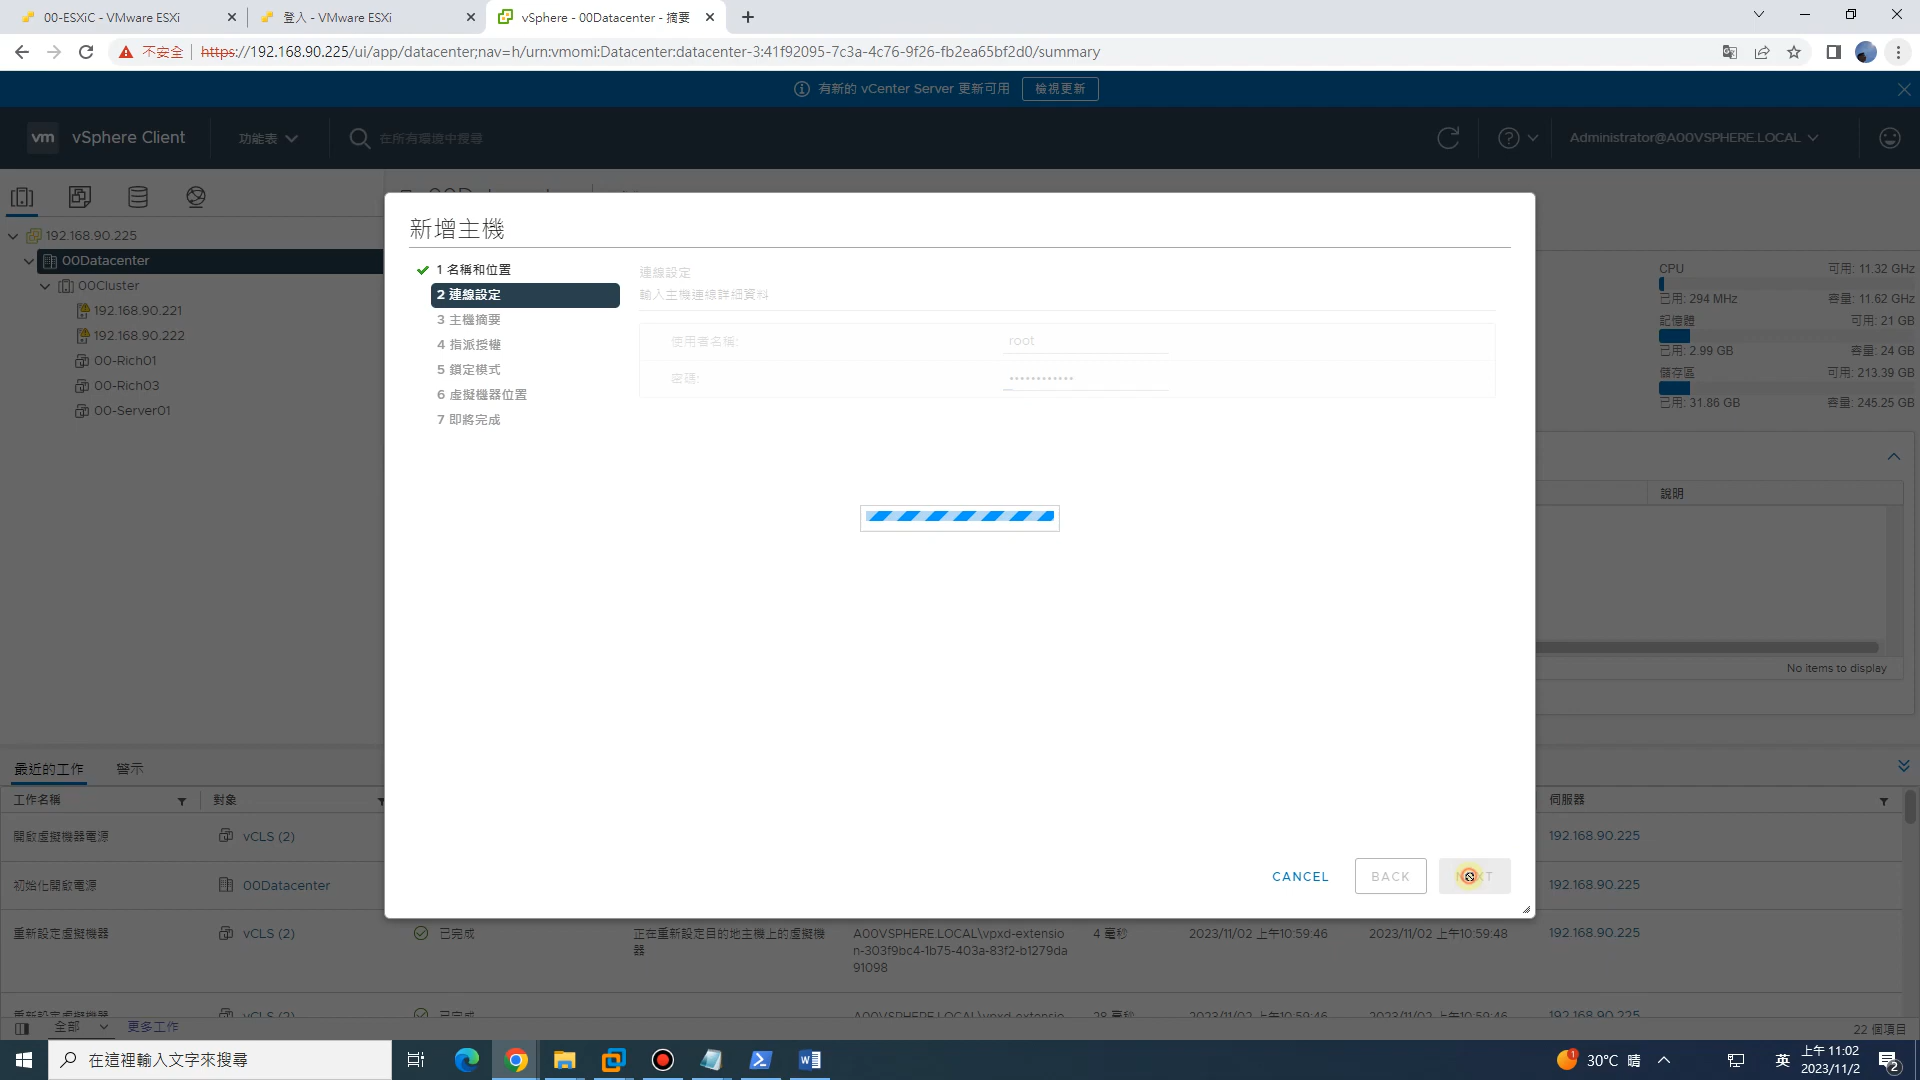 00-ESXiC - VMware ESXi
登入 - VMware ESXi
vSphere - 00Datacenter - 摘要
不安全
https://192.168.90.225/ui/app/datacenter;nav=h/urn:vmomi:Datacenter:datacenter-3:41f92095-7c3a-4c76-9f26-fb2ea65bf2d0/summary
有新的 vCenter Server 更新可用
檢視更新
vm
vSphere Client
功能表
在所有環境中搜尋
Administrator@A00VSPHERE.LOCAL
192.168.90.225
00Datacenter
00Cluster
192.168.90.221
192.168.90.222
00-Rich01
00-Rich03
00-Server01
新增主機
1 名稱和位置
2 連線設定
3 主機摘要
4 指派授權
5 鎖定模式
6 虛擬機器位置
7 即將完成
連線設定
輸入主機連線詳細資料
使用者名稱:
root
密碼:
CANCEL
BACK
CPU
可用: 11.32 GHz
已用: 294 MHz
容量: 11.62 GHz
記憶體
可用: 21 GB
已用: 2.99 GB
容量: 24 GB
儲存區
可用: 213.39 GB
已用: 31.86 GB
容量: 245.25 GB
說明
No items to display
最近的工作
警示
工作名稱
對象
伺服器
開啟虛擬機器電源
vCLS (2)
192.168.90.225
初始化開啟電源
00Datacenter
192.168.90.225
重新設定虛擬機器
vCLS (2)
已完成
正在重新設定目的地主機上的虛擬機
器
A00VSPHERE.LOCAL\vpxd-extensio
n-303f9bc4-1b75-403a-83f2-b1279da
91098
4 毫秒
2023/11/02 上午10:59:46
2023/11/02 上午10:59:48
192.168.90.225
重新設定虛擬機器
vCLS (2)
已完成
A00VSPHERE.LOCAL\vpxd-extensio
28 毫秒
2023/11/02 上午10:59:46
2023/11/02 上午10:59:46
192.168.90.225
全部
更多工作
22 個項目
在這裡輸入文字來搜尋
1
30°C 晴
英
上午 11:02
2023/11/2
2